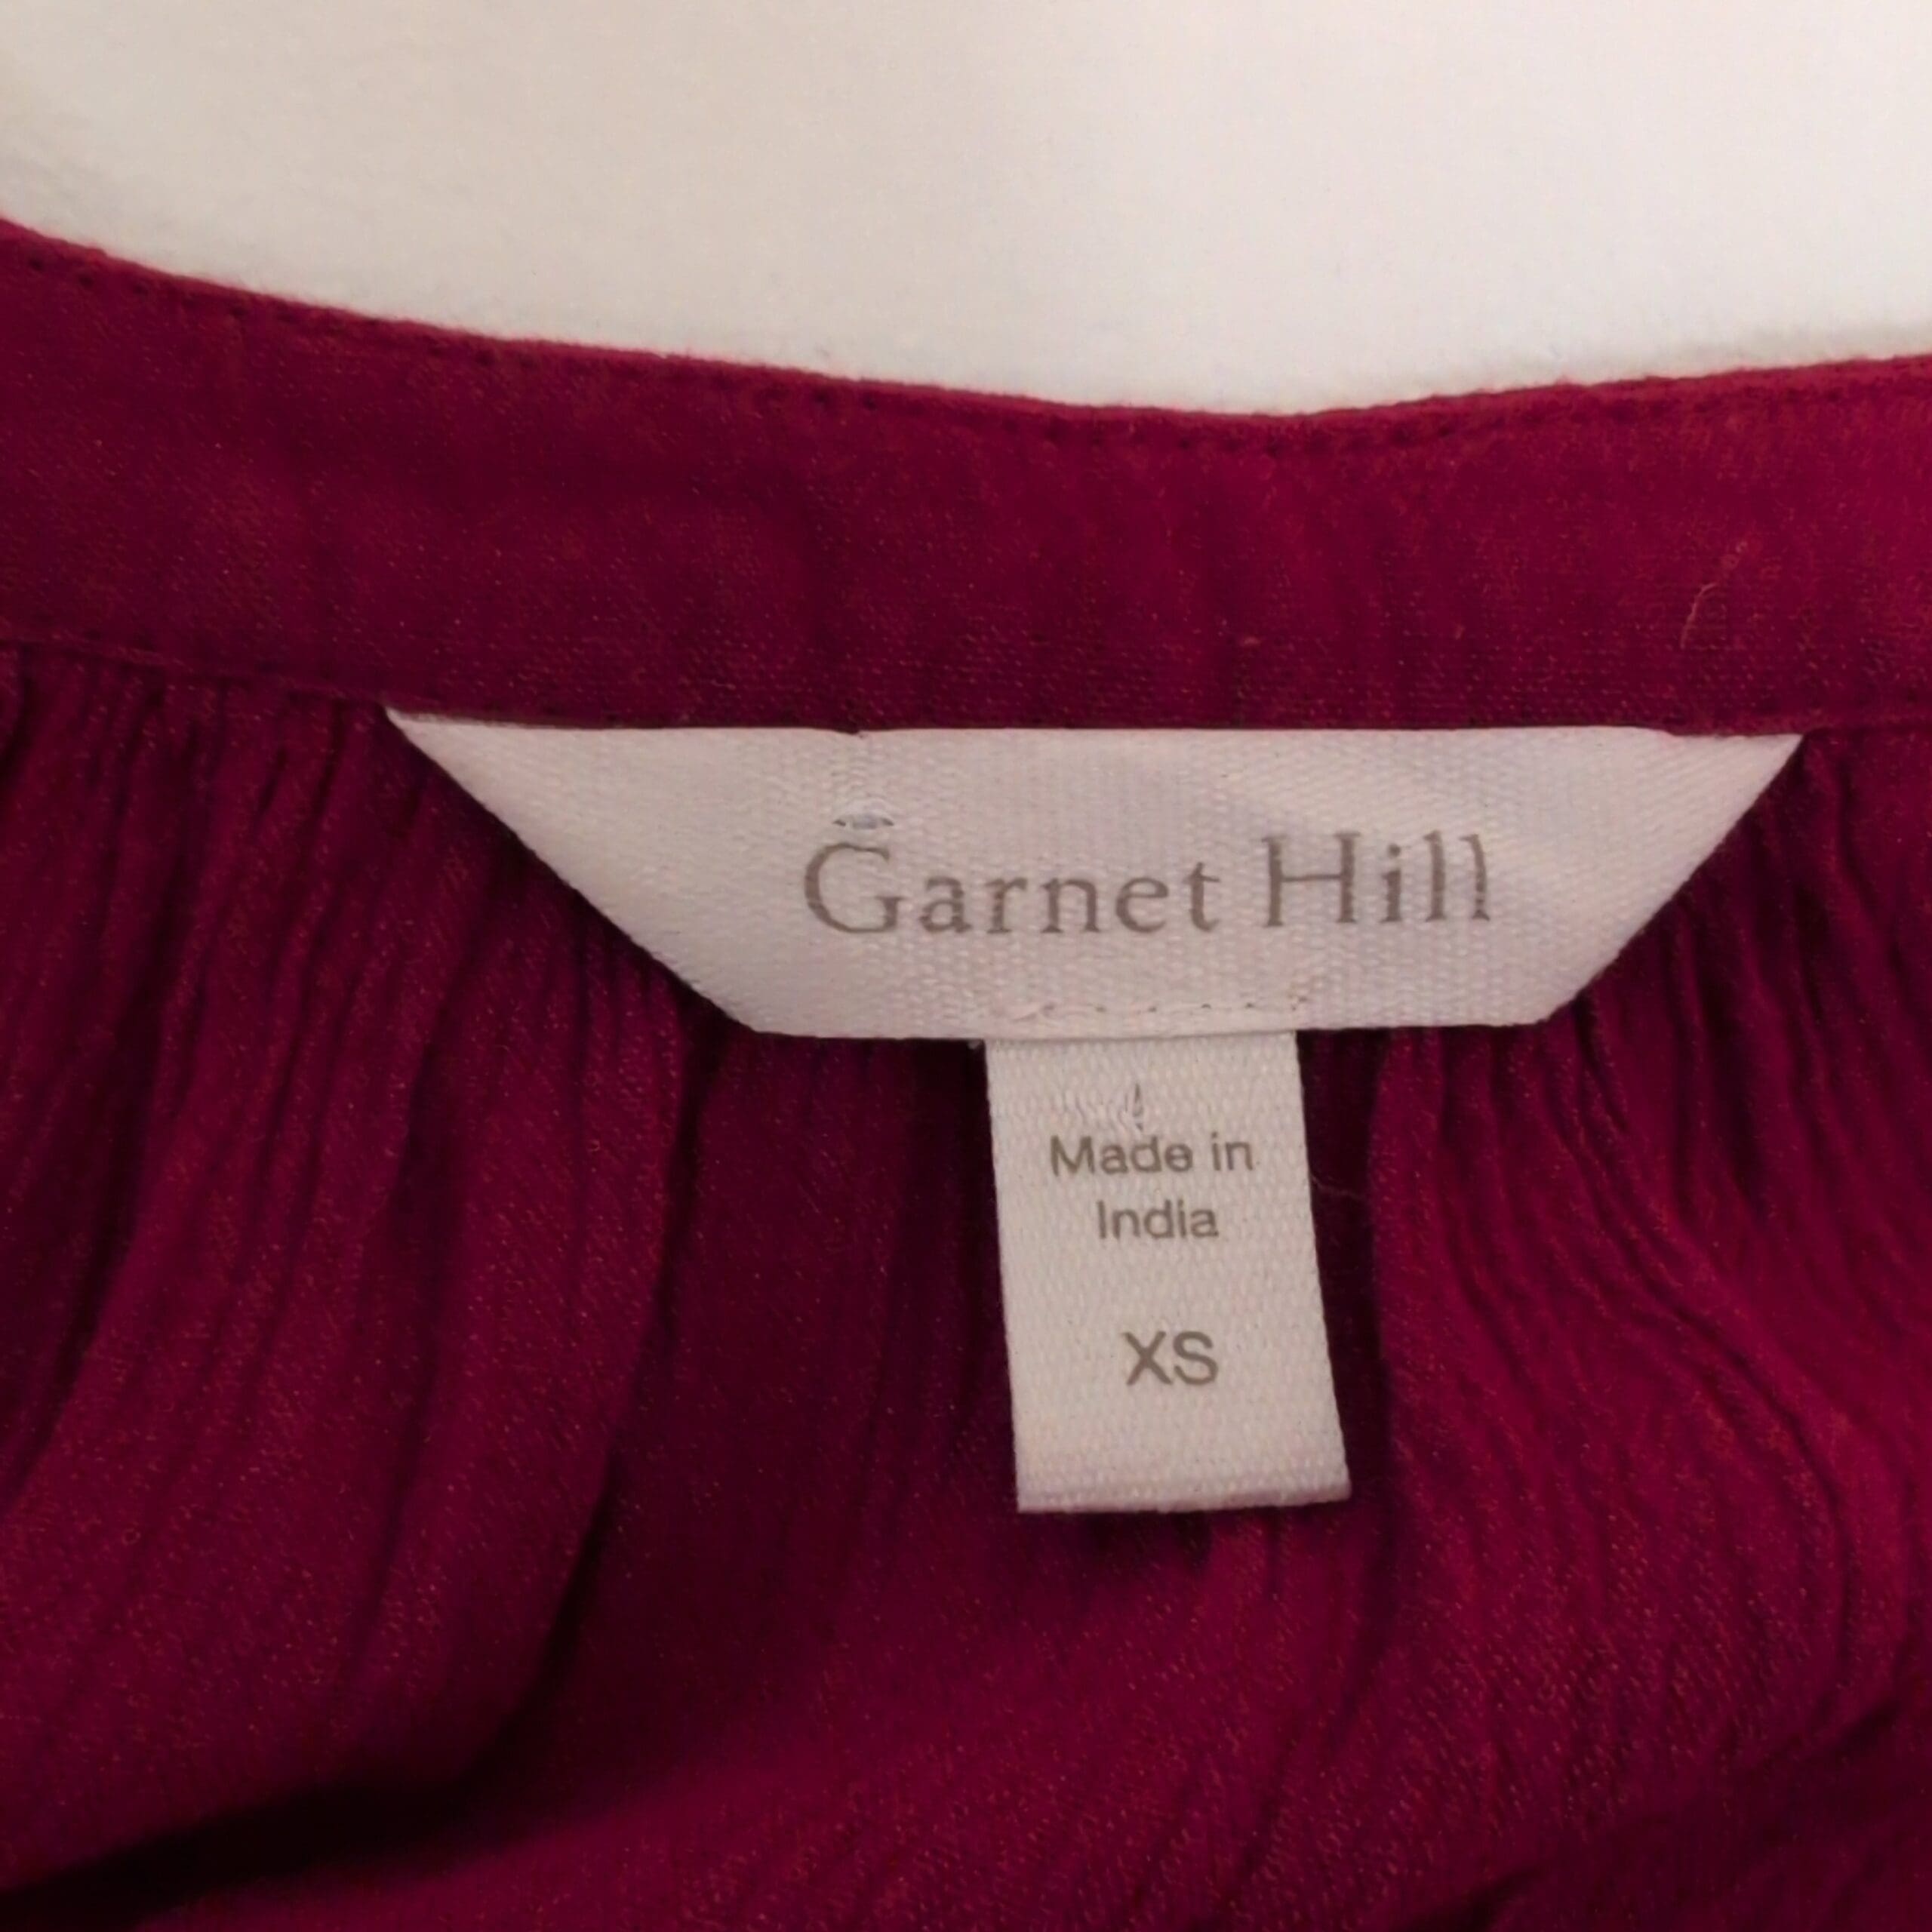 Garnet Hill
Made in
India
XS